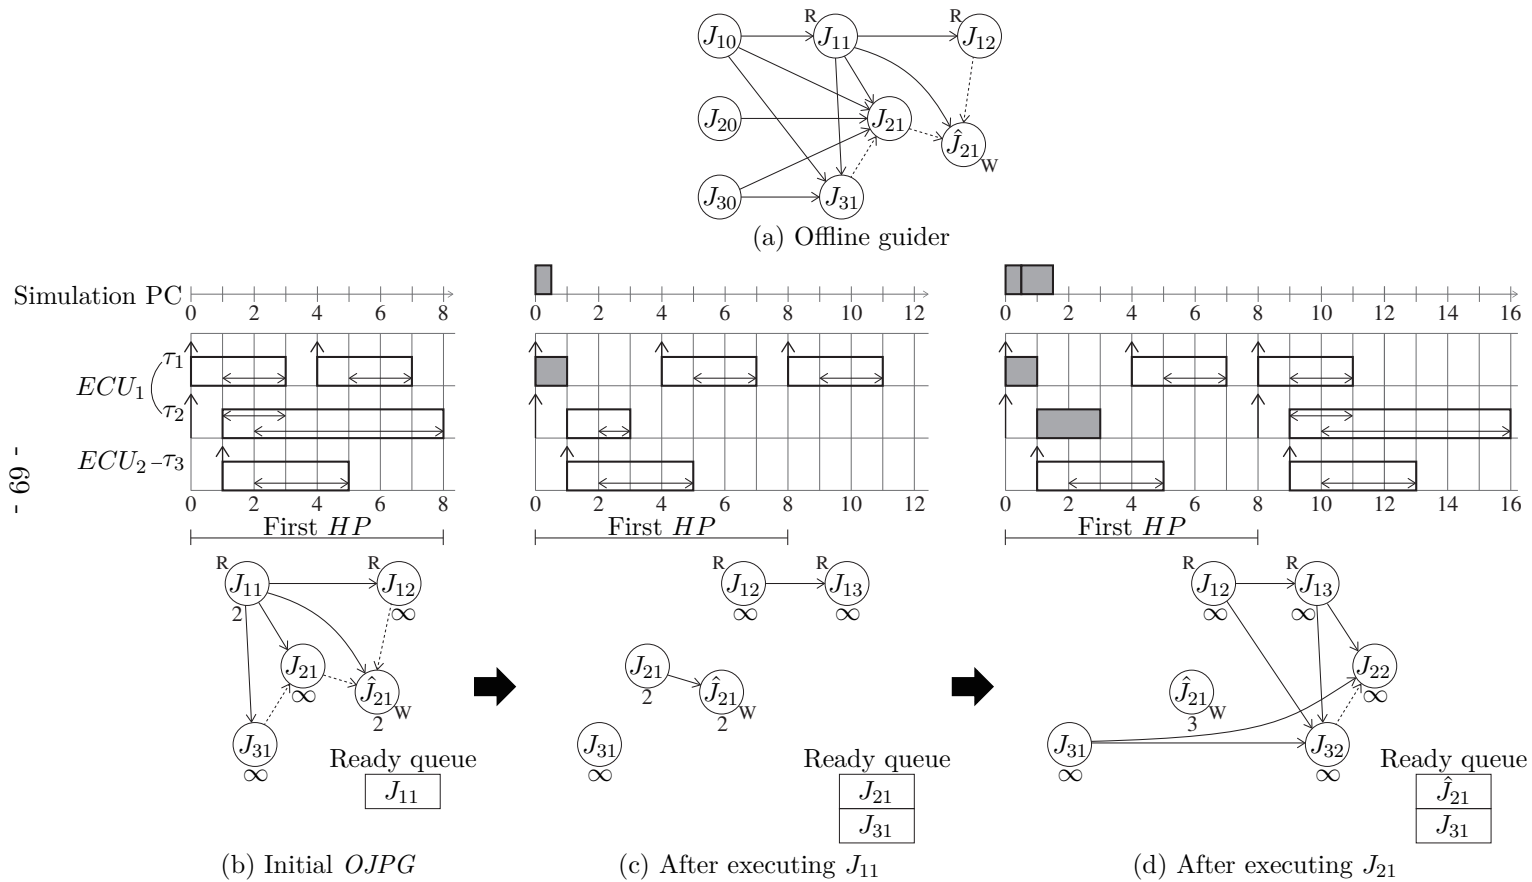 R
R
J10 J11 J12
J20 J21 Ĵ21 W
J30 J31
(a) Offline guider
Simulation PC
0 2 4 6 8
0 2 4 6 8 10 12
0 2 4 6 8 10 12 14 16
ECU1 τ1
τ2
ECU2 – τ3
0 2 4 6 8
0 2 4 6 8 10 12
0 2 4 6 8 10 12 14 16
First HP
First HP
First HP
- 69 -
R J11 2
R J12 ∞
J21 ∞
Ĵ21 W 2
J31 ∞
Ready queue
J11
(b) Initial OJPG
R J12 ∞
R J13 ∞
J21 2
Ĵ21 W 2
J31 ∞
Ready queue
J21
J31
(c) After executing J11
R J12 ∞
R J13 ∞
J22 ∞
Ĵ21 W 3
J31 ∞
J32 ∞
Ready queue
Ĵ21
J31
(d) After executing J21